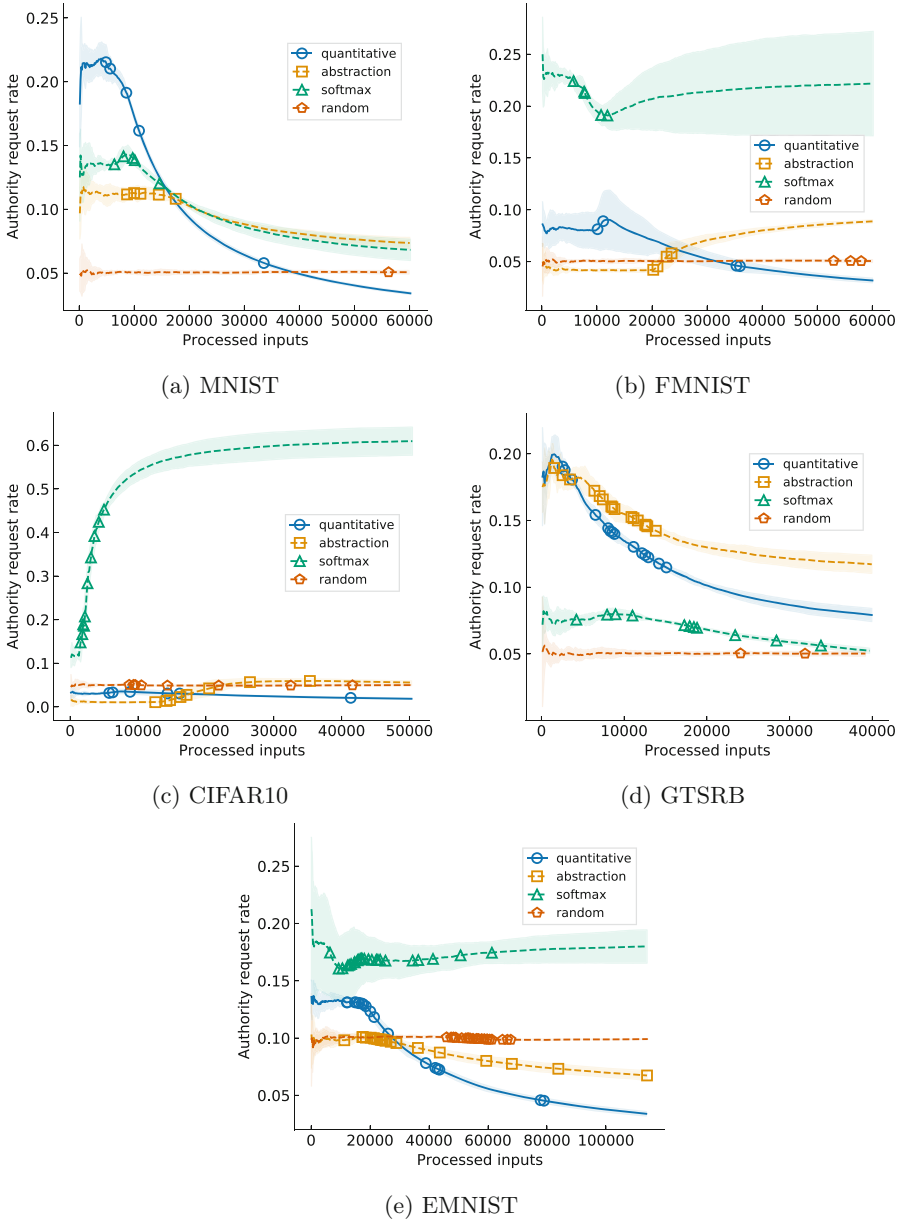 0.25
0.20
0.15
0.10
0.05
Authority request rate
quantitative
abstraction
softmax
random
0 10000 20000 30000 40000 50000 60000
Processed inputs
(a) MNIST
0.25
0.20
0.15
0.10
0.05
Authority request rate
quantitative
abstraction
softmax
random
0 10000 20000 30000 40000 50000 60000
Processed inputs
(b) FMNIST
0.6
0.5
0.4
0.3
0.2
0.1
0.0
Authority request rate
quantitative
abstraction
softmax
random
0 10000 20000 30000 40000 50000
Processed inputs
(c) CIFAR10
0.20
0.15
0.10
0.05
Authority request rate
quantitative
abstraction
softmax
random
0 10000 20000 30000 40000
Processed inputs
(d) GTSRB
0.25
0.20
0.15
0.10
0.05
Authority request rate
quantitative
abstraction
softmax
random
0 20000 40000 60000 80000 100000
Processed inputs
(e) EMNIST